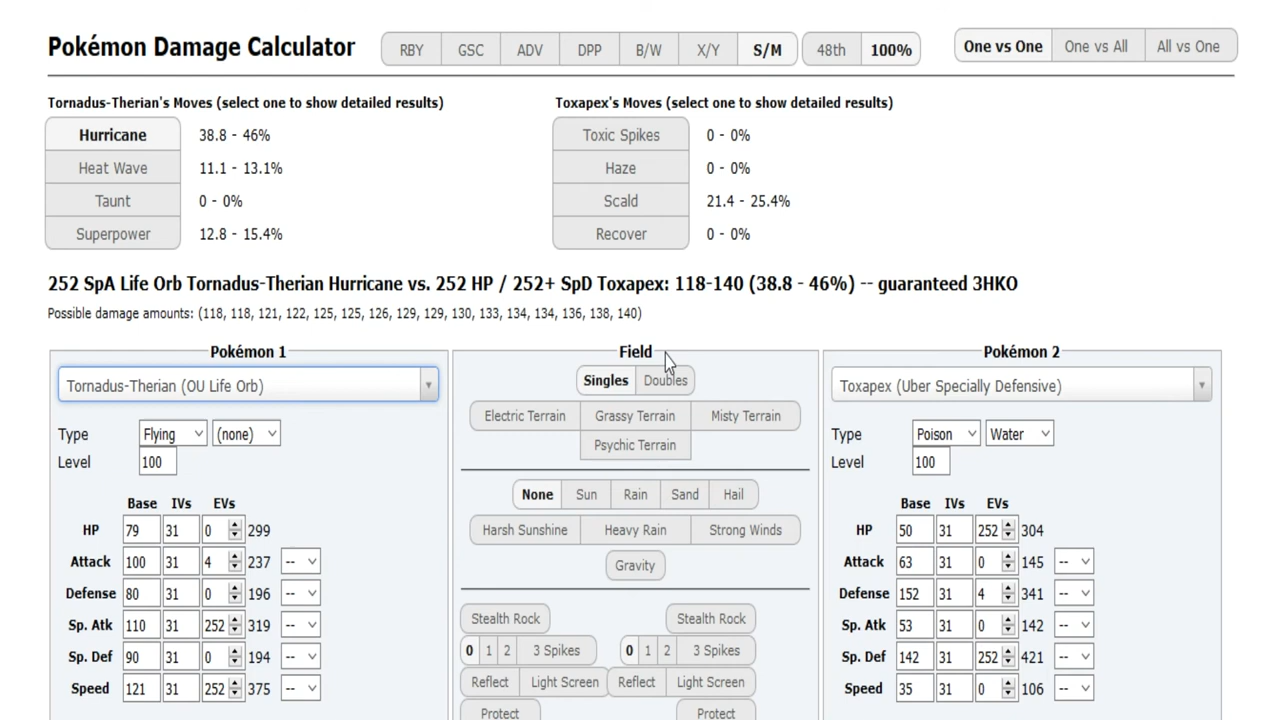 Pokémon Damage Calculator
RBY GSC ADV DPP B/W X/Y S/M 48th 100% One vs One One vs All All vs One
Tornadus-Therian's Moves (select one to show detailed results)
Hurricane 38.8 - 46%
Heat Wave 11.1 - 13.1%
Taunt 0 - 0%
Superpower 12.8 - 15.4%
Toxapex's Moves (select one to show detailed results)
Toxic Spikes 0 - 0%
Haze 0 - 0%
Scald 21.4 - 25.4%
Recover 0 - 0%
252 SpA Life Orb Tornadus-Therian Hurricane vs. 252 HP / 252+ SpD Toxapex: 118-140 (38.8 - 46%) -- guaranteed 3HKO
Possible damage amounts: (118, 118, 121, 122, 125, 125, 126, 129, 129, 130, 133, 134, 134, 136, 138, 140)
Pokémon 1
Tornadus-Therian (OU Life Orb)
Type Flying (none)
Level 100
Base IVs EVs
HP 79 31 0 299
Attack 100 31 4 237 --
Defense 80 31 0 196 --
Sp. Atk 110 31 252 319 --
Sp. Def 90 31 0 194 --
Speed 121 31 252 375 --
Field
Singles Doubles
Electric Terrain Grassy Terrain Misty Terrain
Psychic Terrain
None Sun Rain Sand Hail
Harsh Sunshine Heavy Rain Strong Winds
Gravity
Stealth Rock Stealth Rock
0 1 2 3 Spikes 0 1 2 3 Spikes
Reflect Light Screen Reflect Light Screen
Protect Protect
Pokémon 2
Toxapex (Uber Specially Defensive)
Type Poison Water
Level 100
Base IVs EVs
HP 50 31 252 304
Attack 63 31 0 145 --
Defense 152 31 4 341 --
Sp. Atk 53 31 0 142 --
Sp. Def 142 31 252 421 --
Speed 35 31 0 106 --